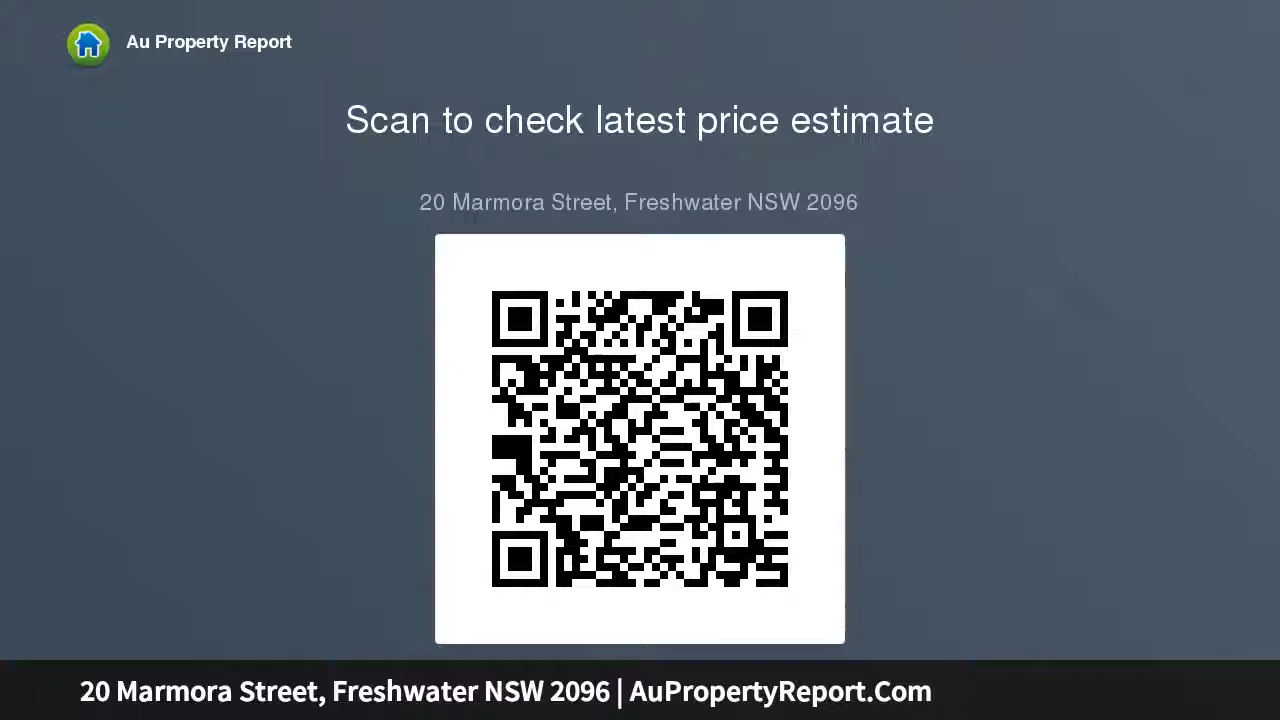 Au Property Report
Scan to check latest price estimate
20 Marmora Street, Freshwater NSW 2096
20 Marmora Street, Freshwater NSW 2096 | AuPropertyReport.Com